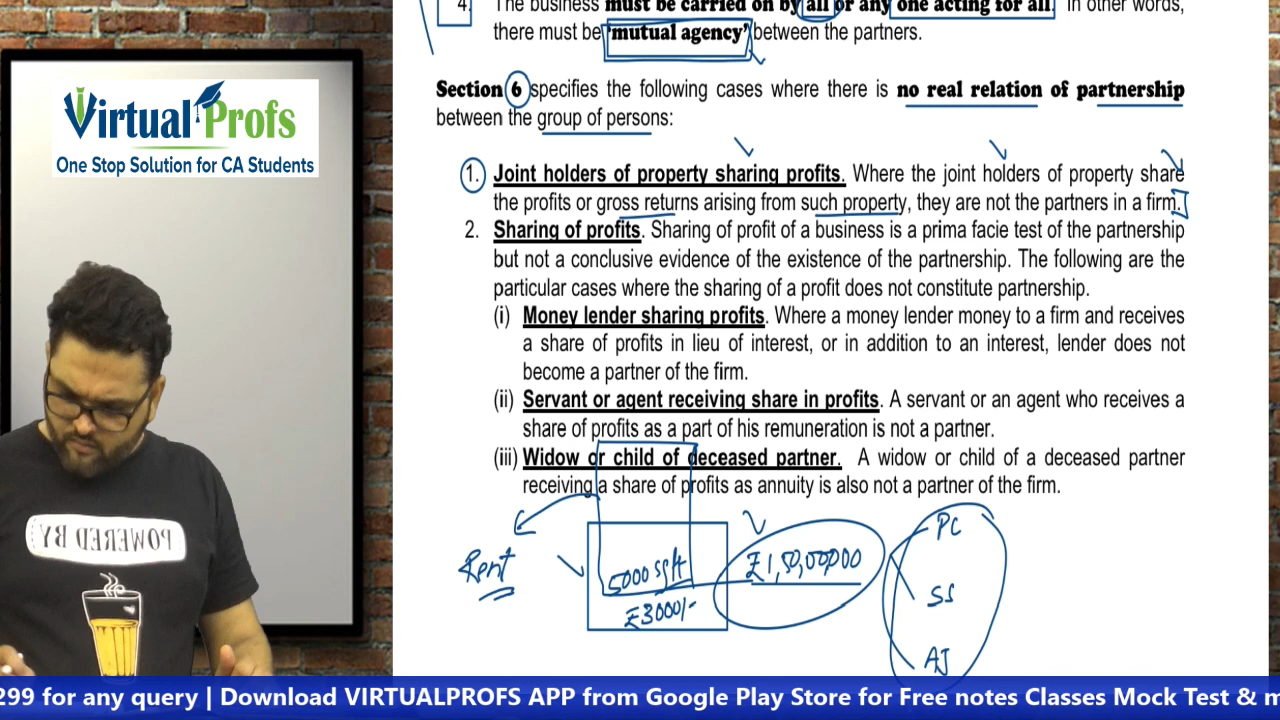 4. The business must be carried on by all or any one acting for all. In other words,
there must be 'mutual agency' between the partners.
Virtual Profs
One Stop Solution for CA Students
Section 6 specifies the following cases where there is no real relation of partnership
between the group of persons:
1. Joint holders of property sharing profits. Where the joint holders of property share
the profits or gross returns arising from such property, they are not the partners in a firm.
2. Sharing of profits. Sharing of profit of a business is a prima facie test of the partnership
but not a conclusive evidence of the existence of the partnership. The following are the
particular cases where the sharing of a profit does not constitute partnership.
(i) Money lender sharing profits. Where a money lender money to a firm and receives
a share of profits in lieu of interest, or in addition to an interest, lender does not
become a partner of the firm.
(ii) Servant or agent receiving share in profits. A servant or an agent who receives a
share of profits as a part of his remuneration is not a partner.
(iii) Widow or child of deceased partner. A widow or child of a deceased partner
receiving a share of profits as annuity is also not a partner of the firm.
POWERED BY
Rent
5000 sqft
₹3000/-
₹1,50,00,000
PC
SS
AJ
299 for any query | Download VIRTUALPROFS APP from Google Play Store for Free notes Classes Mock Test & m